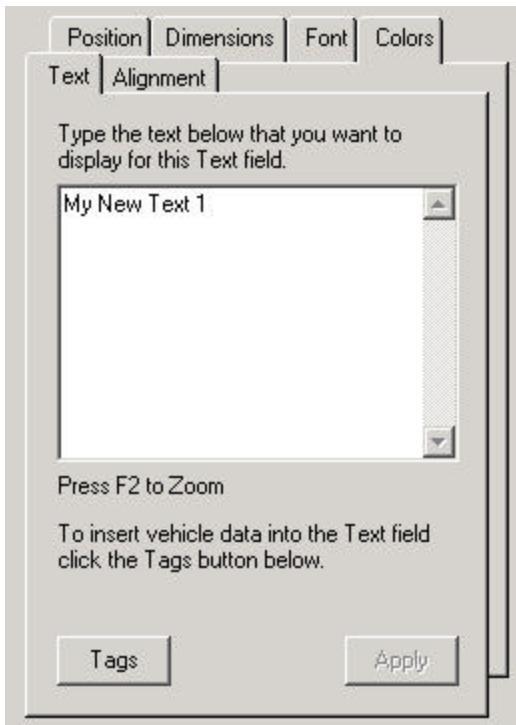 Position Dimensions Font Colors
Text Alignment
Type the text below that you want to
display for this Text field.
My New Text 1
Press F2 to Zoom
To insert vehicle data into the Text field
click the Tags button below.
Tags Apply